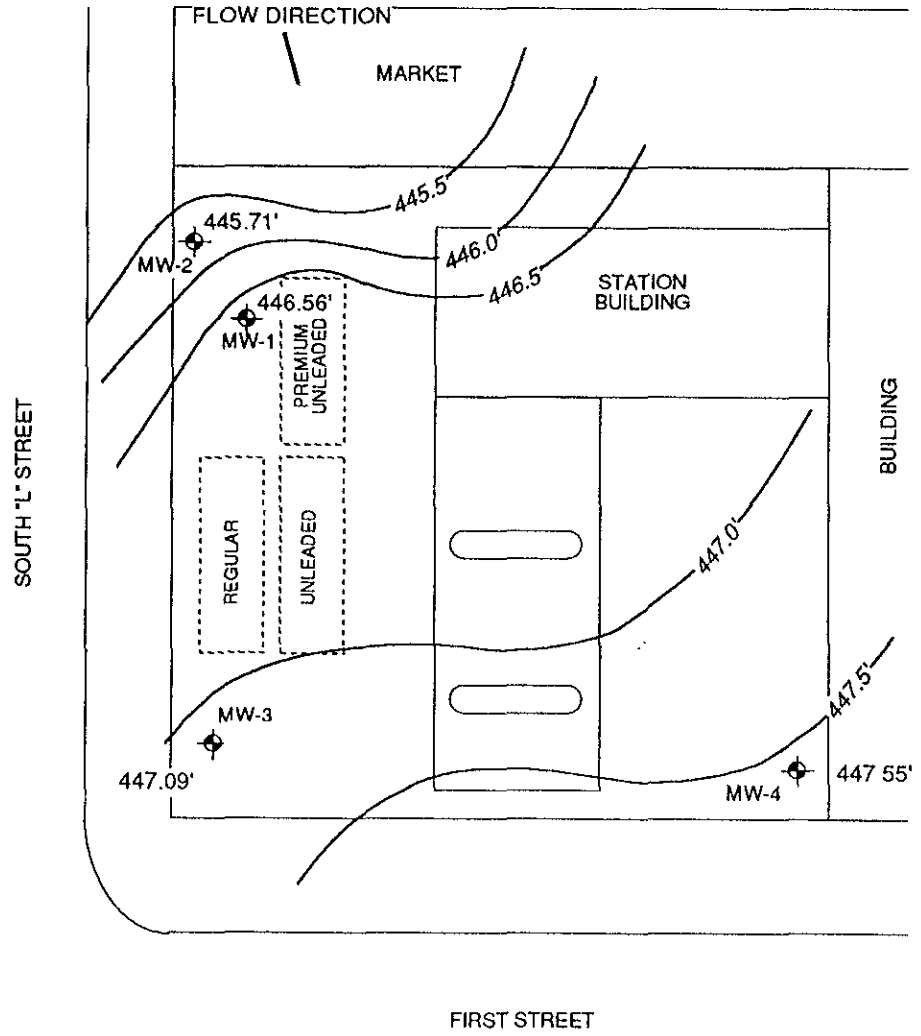 FLOW DIRECTION
MARKET
445.5'
445.71'
MW-2
446.0'
446.5'
STATION
BUILDING
446.56'
MW-1
PREMIUM
UNLEADED
BUILDING
SOUTH "L" STREET
REGULAR
UNLEADED
447.0'
447.5'
MW-3
447.09'
MW-4
447 55'
FIRST STREET